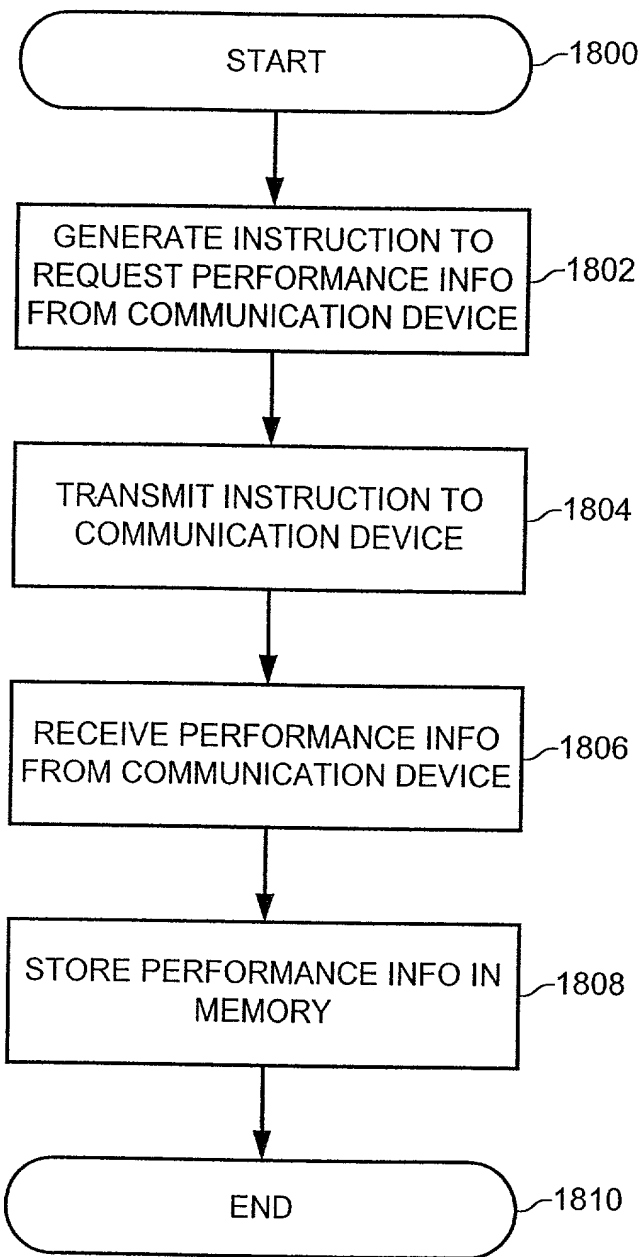 START
1800
GENERATE INSTRUCTION TO
REQUEST PERFORMANCE INFO
FROM COMMUNICATION DEVICE
1802
TRANSMIT INSTRUCTION TO
COMMUNICATION DEVICE
1804
RECEIVE PERFORMANCE INFO
FROM COMMUNICATION DEVICE
1806
STORE PERFORMANCE INFO IN
MEMORY
1808
END
1810